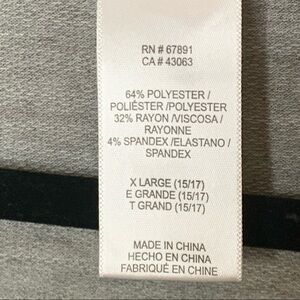 RN # 67891
CA # 43063
64% POLYESTER /
POLIÉSTER /POLYESTER
32% RAYON /VISCOSA /
RAYONNE
4% SPANDEX /ELASTANO /
SPANDEX
X LARGE (15/17)
E GRANDE (15/17)
T GRAND (15/17)
MADE IN CHINA
HECHO EN CHINA
FABRIQUÉ EN CHINE